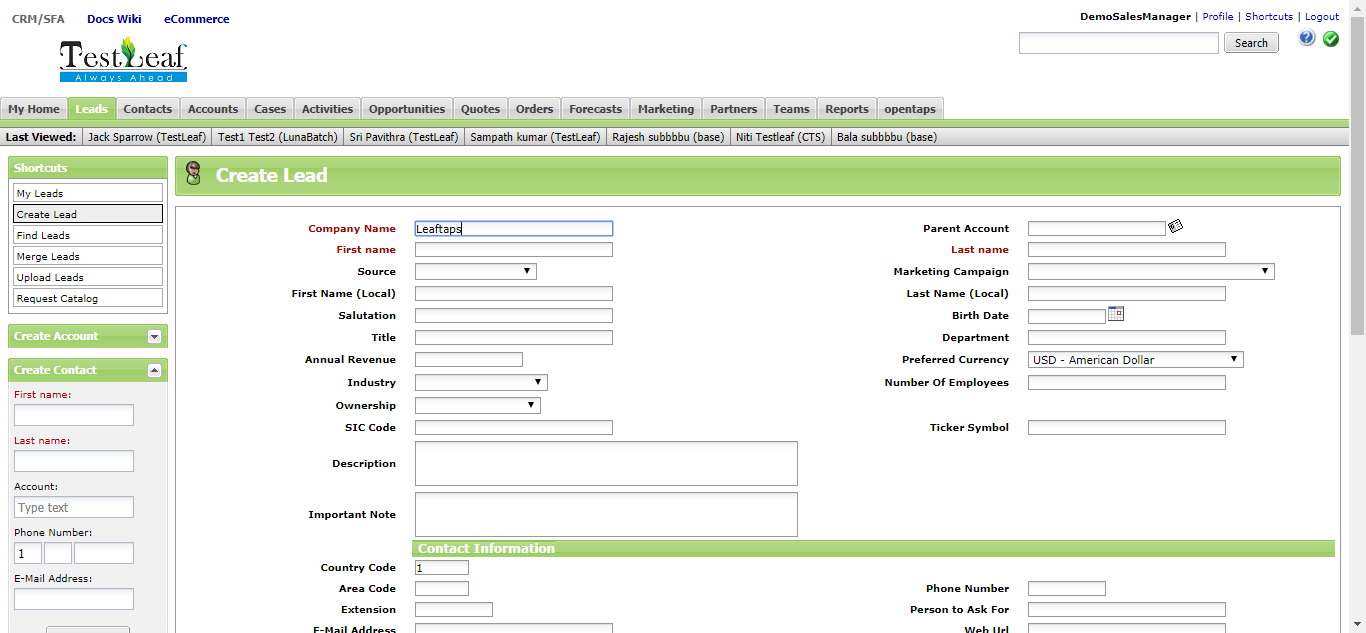 CRM/SFA Docs Wiki eCommerce
DemoSalesManager | Profile | Shortcuts | Logout
Search
TestLeaf
Always Ahead
My Home Leads Contacts Accounts Cases Activities Opportunities Quotes Orders Forecasts Marketing Partners Teams Reports opentaps
Last Viewed: Jack Sparrow (TestLeaf) Test1 Test2 (LunaBatch) Sri Pavithra (TestLeaf) Sampath kumar (TestLeaf) Rajesh subbbbu (base) Niti Testleaf (CTS) Bala subbbbu (base)
Shortcuts
My Leads
Create Lead
Find Leads
Merge Leads
Upload Leads
Request Catalog
Create Account
Create Contact
First name:
Last name:
Account:
Type text
Phone Number:
1
E-Mail Address:
Create Lead
Company Name Leaftaps Parent Account
First name Last name
Source Marketing Campaign
First Name (Local) Last Name (Local)
Salutation Birth Date
Title Department
Annual Revenue Preferred Currency USD - American Dollar
Industry Number Of Employees
Ownership
SIC Code Ticker Symbol
Description
Important Note
Contact Information
Country Code 1
Area Code Phone Number
Extension Person to Ask For
E-Mail Address Web Url